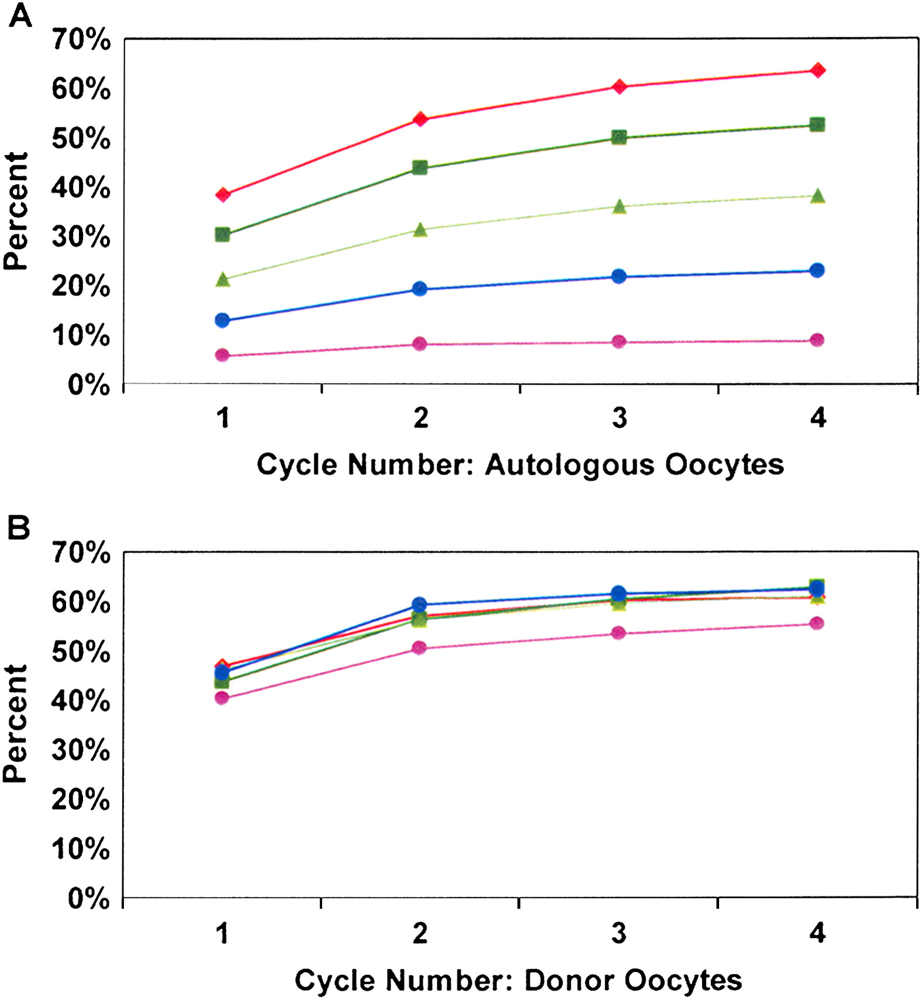 A
70%
60%
50%
40%
30%
20%
10%
0%
Percent
1 2 3 4
Cycle Number: Autologous Oocytes
B
70%
60%
50%
40%
30%
20%
10%
0%
Percent
1 2 3 4
Cycle Number: Donor Oocytes